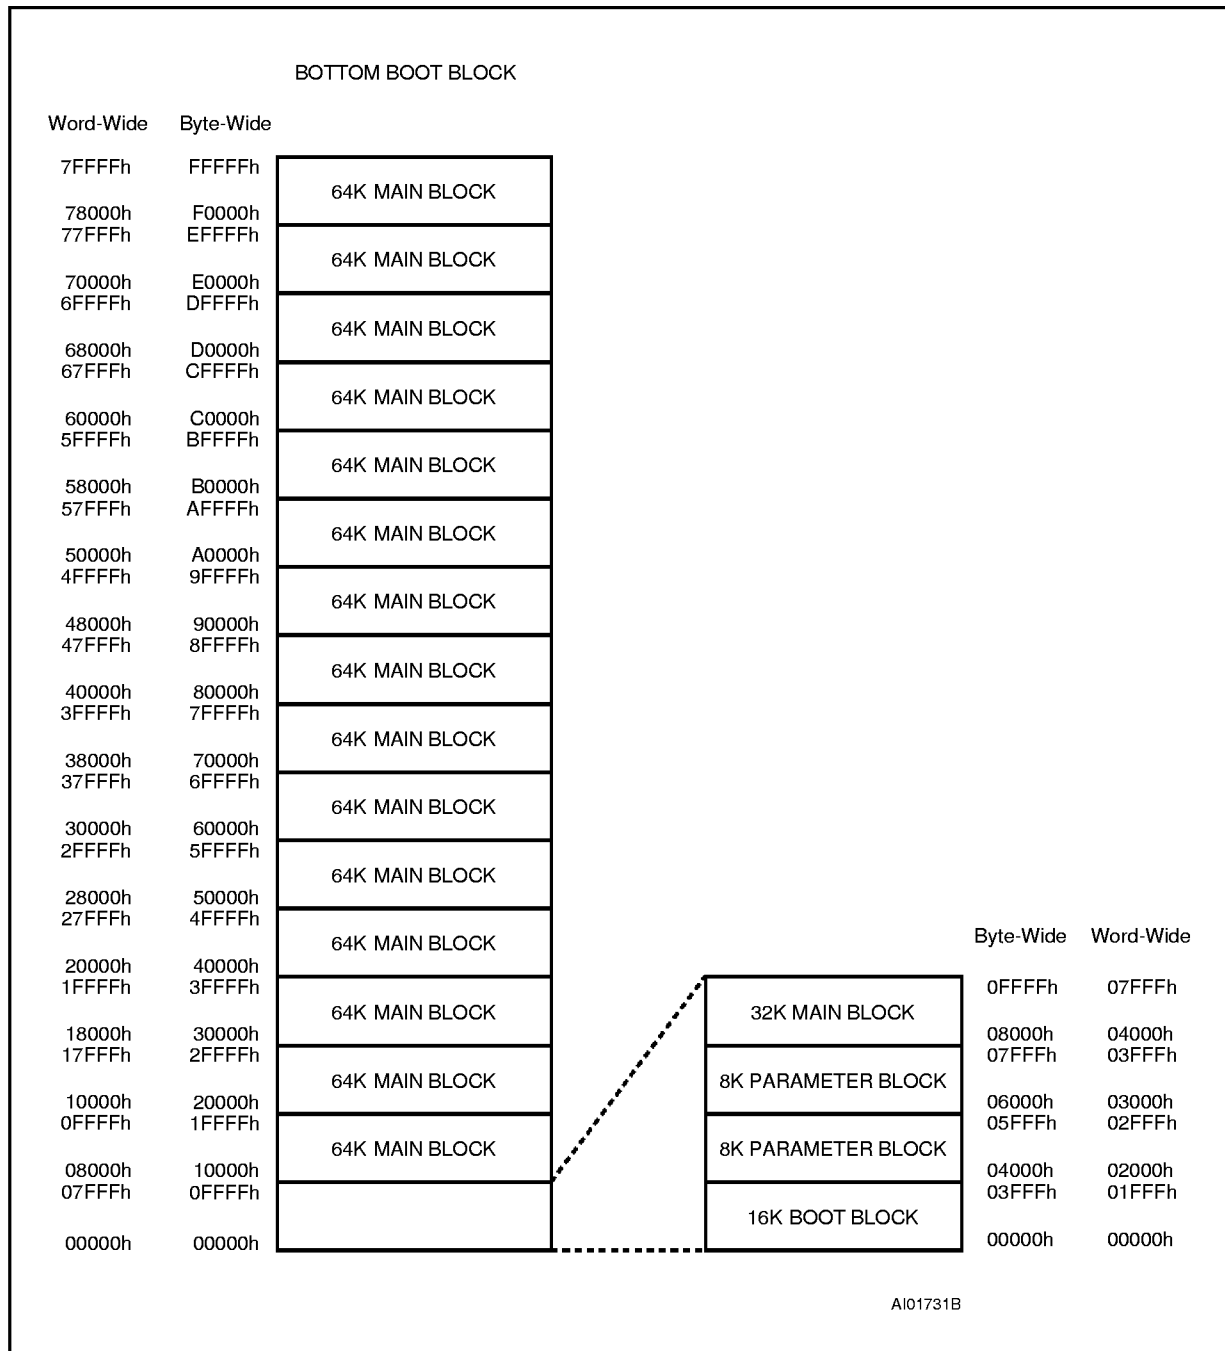 BOTTOM BOOT BLOCK
Word-Wide Byte-Wide
7FFFFh FFFFFh
64K MAIN BLOCK
78000h F0000h
77FFFh EFFFFh
64K MAIN BLOCK
70000h E0000h
6FFFFh DFFFFh
64K MAIN BLOCK
68000h D0000h
67FFFh CFFFFh
64K MAIN BLOCK
60000h C0000h
5FFFFh BFFFFh
64K MAIN BLOCK
58000h B0000h
57FFFh AFFFFh
64K MAIN BLOCK
50000h A0000h
4FFFFh 9FFFFh
64K MAIN BLOCK
48000h 90000h
47FFFh 8FFFFh
64K MAIN BLOCK
40000h 80000h
3FFFFh 7FFFFh
64K MAIN BLOCK
38000h 70000h
37FFFh 6FFFFh
64K MAIN BLOCK
30000h 60000h
2FFFFh 5FFFFh
64K MAIN BLOCK
28000h 50000h
27FFFh 4FFFFh
64K MAIN BLOCK
20000h 40000h
1FFFFh 3FFFFh
64K MAIN BLOCK
18000h 30000h
17FFFh 2FFFFh
64K MAIN BLOCK
10000h 20000h
0FFFFh 1FFFFh
64K MAIN BLOCK
08000h 10000h
07FFFh 0FFFFh
00000h 00000h
Byte-Wide Word-Wide
0FFFFh 07FFFh
32K MAIN BLOCK
08000h 04000h
07FFFh 03FFFh
8K PARAMETER BLOCK
06000h 03000h
05FFFh 02FFFh
8K PARAMETER BLOCK
04000h 02000h
03FFFh 01FFFh
16K BOOT BLOCK
00000h 00000h
AI01731B